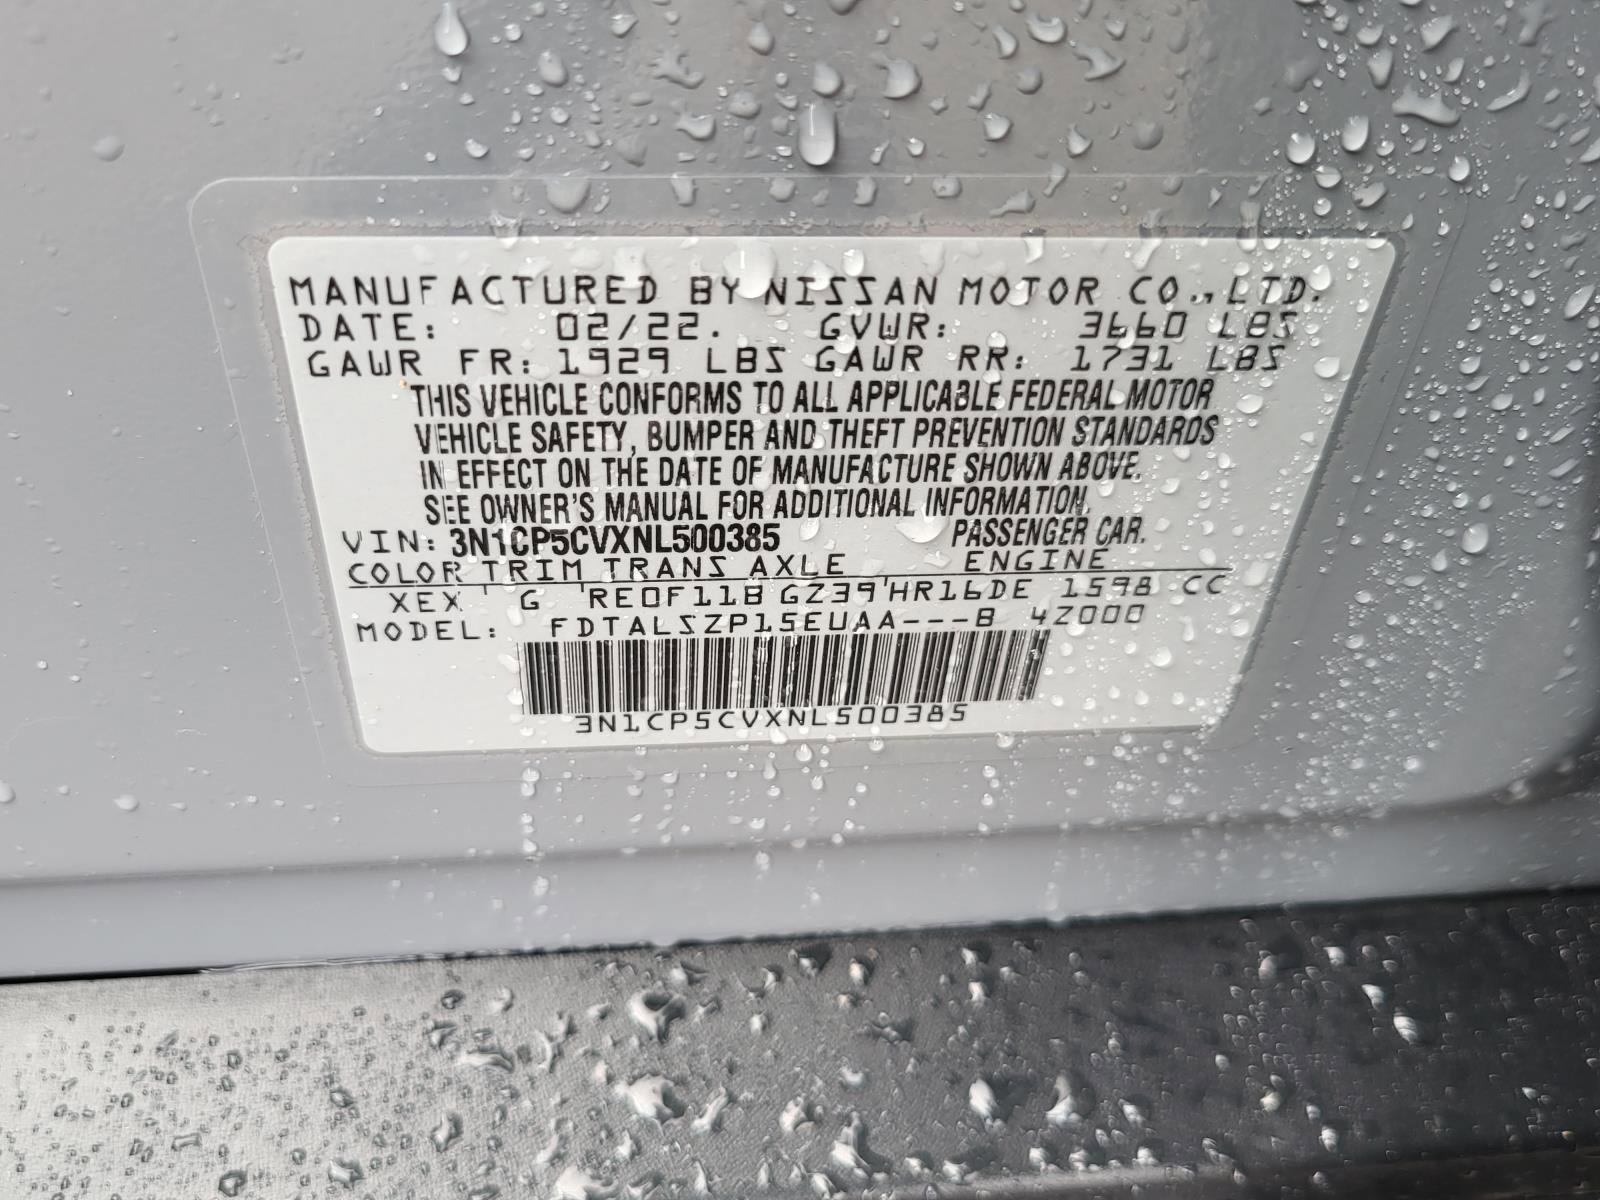 MANUFACTURED BY NISSAN MOTOR CO., LTD.
DATE: 02/22. GVWR: 3660 LBS
GAWR FR: 1929 LBS GAWR RR: 1731 LBS
THIS VEHICLE CONFORMS TO ALL APPLICABLE FEDERAL MOTOR
VEHICLE SAFETY, BUMPER AND THEFT PREVENTION STANDARDS
IN EFFECT ON THE DATE OF MANUFACTURE SHOWN ABOVE.
SEE OWNER'S MANUAL FOR ADDITIONAL INFORMATION.
VIN: 3N1CP5CVXNL500385 PASSENGER CAR.
COLOR TRIM TRANS AXLE ENGINE
XEX ' G 'RE0F11B GZ39'HR16DE 1598 CC
MODEL: FDTALSZP15EUAA---B 4Z000
3N1CP5CVXNL500385